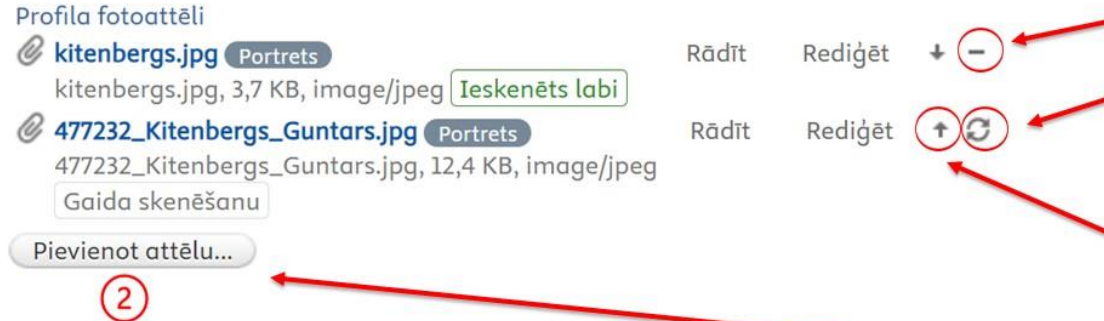 Profila fotoattēli
kitenbergs.jpg Portrets Rādīt Rediģēt
kitenbergs.jpg, 3,7 KB, image/jpeg Ieskenēts labi
477232_Kitenbergs_Guntars.jpg Portrets Rādīt Rediģēt
477232_Kitenbergs_Guntars.jpg, 12,4 KB, image/jpeg
Gaida skenēšanu
Pievienot attēlu...
2